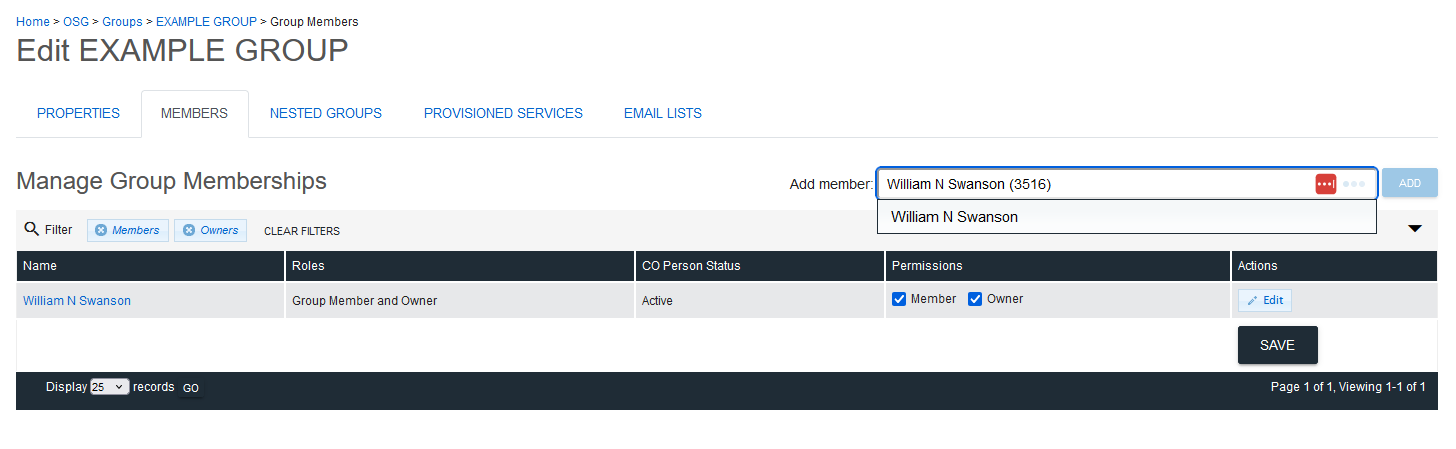 Home > OSG > Groups > EXAMPLE GROUP > Group Members
Edit EXAMPLE GROUP
PROPERTIES MEMBERS NESTED GROUPS PROVISIONED SERVICES EMAIL LISTS
Manage Group Memberships Add member: William N Swanson (3516) ADD
William N Swanson
Filter Members Owners CLEAR FILTERS
Name Roles CO Person Status Permissions Actions
William N Swanson Group Member and Owner Active Member Owner Edit
SAVE
Display 25 records GO Page 1 of 1, Viewing 1-1 of 1